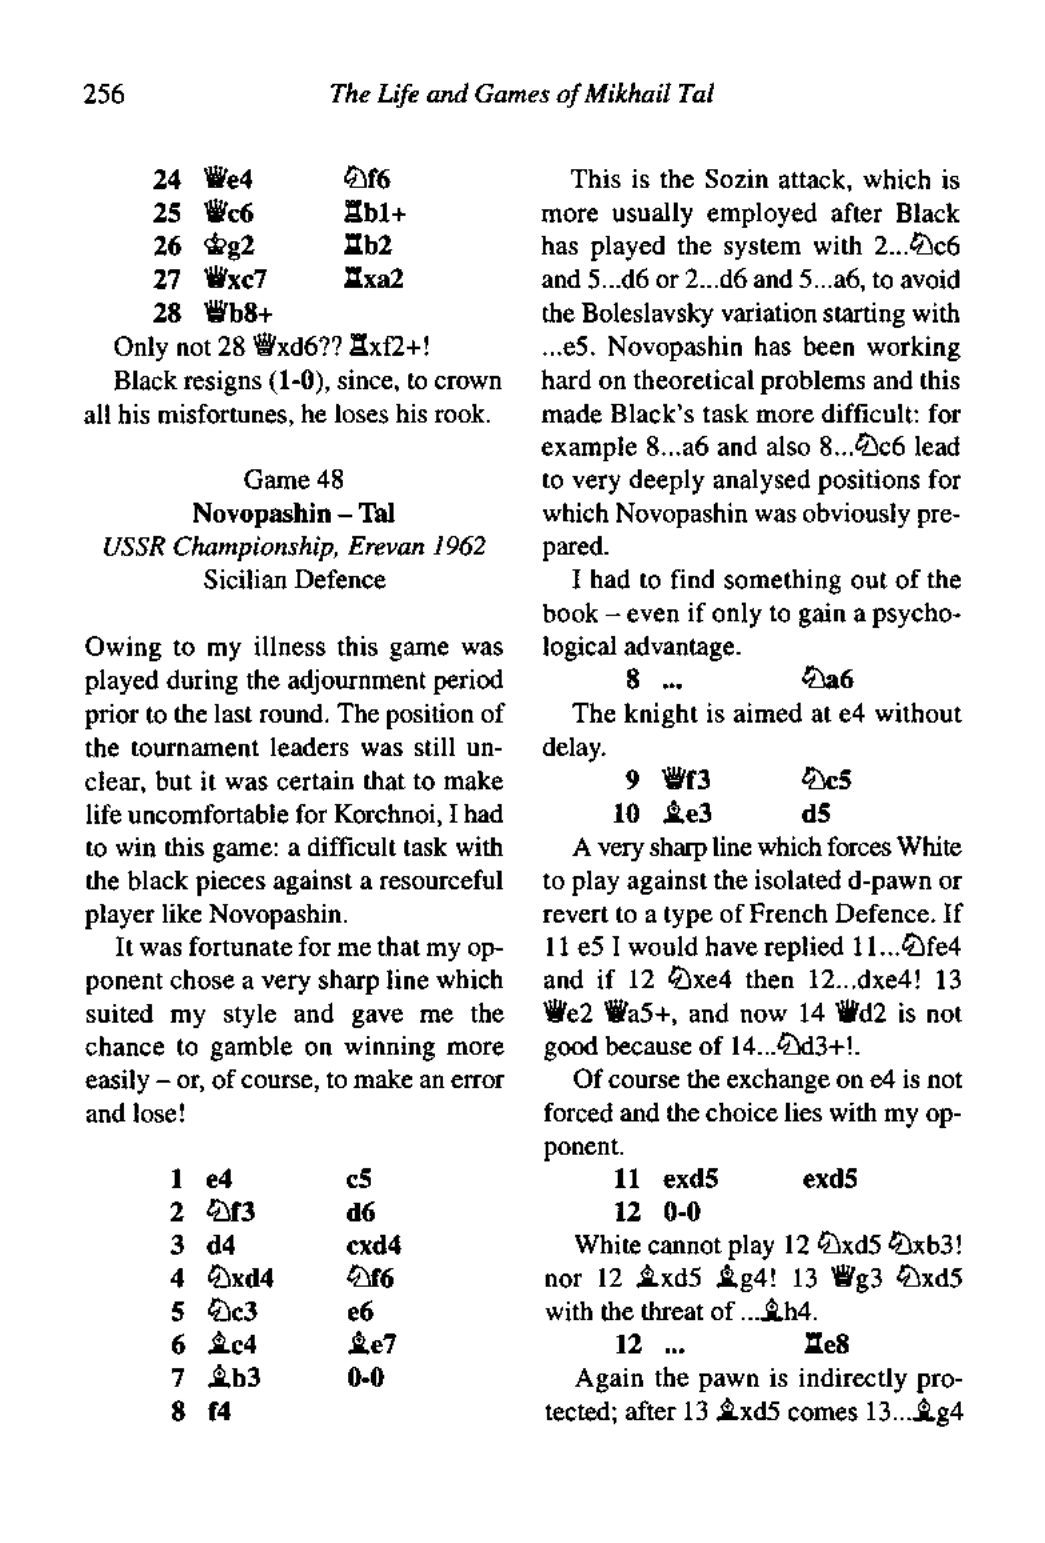 256
The Life and Games of Mikhail Tal
24 ♕e4 ♘f6
25 ♕c6 ♖b1+
26 ♔g2 ♖b2
27 ♕xc7 ♖xa2
28 ♕b8+
Only not 28 ♕xd6?? ♖xf2+!
Black resigns (1-0), since, to crown
all his misfortunes, he loses his rook.
Game 48
Novopashin – Tal
USSR Championship, Erevan 1962
Sicilian Defence
Owing to my illness this game was
played during the adjournment period
prior to the last round. The position of
the tournament leaders was still un-
clear, but it was certain that to make
life uncomfortable for Korchnoi, I had
to win this game: a difficult task with
the black pieces against a resourceful
player like Novopashin.
It was fortunate for me that my op-
ponent chose a very sharp line which
suited my style and gave me the
chance to gamble on winning more
easily – or, of course, to make an error
and lose!
1 e4 c5
2 ♘f3 d6
3 d4 cxd4
4 ♘xd4 ♘f6
5 ♘c3 e6
6 ♗c4 ♗e7
7 ♗b3 0-0
8 f4
This is the Sozin attack, which is
more usually employed after Black
has played the system with 2...♘c6
and 5...d6 or 2...d6 and 5...a6, to avoid
the Boleslavsky variation starting with
...e5. Novopashin has been working
hard on theoretical problems and this
made Black's task more difficult: for
example 8...a6 and also 8...♘c6 lead
to very deeply analysed positions for
which Novopashin was obviously pre-
pared.
I had to find something out of the
book – even if only to gain a psycho-
logical advantage.
8 ... ♘a6
The knight is aimed at e4 without
delay.
9 ♕f3 ♘c5
10 ♗e3 d5
A very sharp line which forces White
to play against the isolated d-pawn or
revert to a type of French Defence. If
11 e5 I would have replied 11...♘fe4
and if 12 ♘xe4 then 12...dxe4! 13
♕e2 ♕a5+, and now 14 ♕d2 is not
good because of 14...♘d3+!.
Of course the exchange on e4 is not
forced and the choice lies with my op-
ponent.
11 exd5 exd5
12 0-0
White cannot play 12 ♘xd5 ♘xb3!
nor 12 ♗xd5 ♗g4! 13 ♕g3 ♘xd5
with the threat of ...♗h4.
12 ... ♖e8
Again the pawn is indirectly pro-
tected; after 13 ♗xd5 comes 13...♗g4